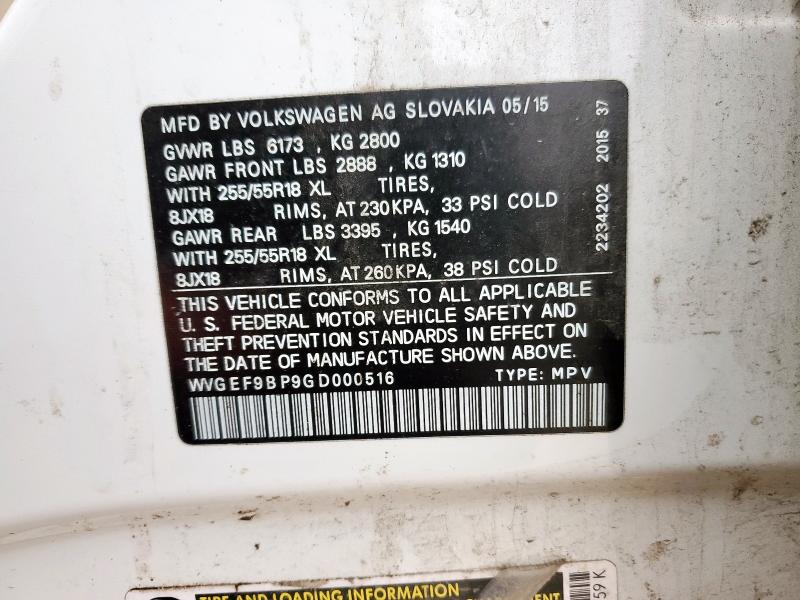 MFD BY VOLKSWAGEN AG SLOVAKIA 05/15
GVWR LBS 6173 , KG 2800
GAWR FRONT LBS 2888 , KG 1310
WITH 255/55R18 XL TIRES,
8JX18 RIMS, AT 230KPA, 33 PSI COLD
GAWR REAR LBS 3395 , KG 1540
WITH 255/55R18 XL TIRES,
8JX18 RIMS, AT 260KPA, 38 PSI COLD
THIS VEHICLE CONFORMS TO ALL APPLICABLE
U. S. FEDERAL MOTOR VEHICLE SAFETY AND
THEFT PREVENTION STANDARDS IN EFFECT ON
THE DATE OF MANUFACTURE SHOWN ABOVE.
WVGEF9BP9GD000516 TYPE: MPV
2234202 2015 37
TIRE AND LOADING INFORMATION
59K